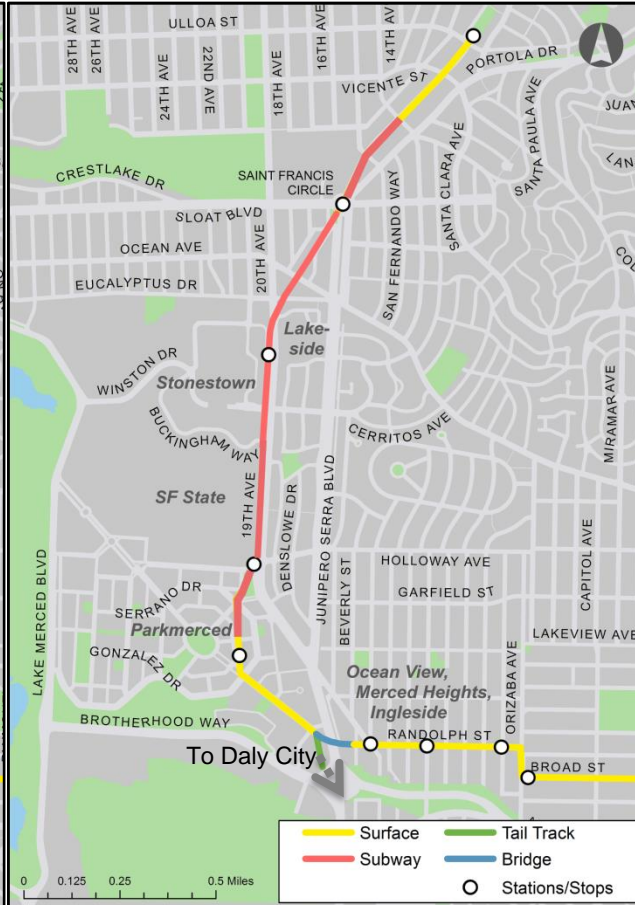 ULLOA ST
28TH AVE
26TH AVE
24TH AVE
22ND AVE
18TH AVE
16TH AVE
14TH AVE
VICENTE ST
PORTOLA DR
SANTA PAULA AVE
SANTA CLARA AVE
CRESTLAKE DR
SAINT FRANCIS
CIRCLE
SLOAT BLVD
SAN FERNANDO WAY
OCEAN AVE
20TH AVE
EUCALYPTUS DR
Lake-
side
WINSTON DR
Stonestown
BUCKINGHAM WAY
CERRITOS AVE
MIRAMAR AVE
SF State
19TH AVE
DENSLOWE DR
JUNIPERO SERRA BLVD
BEVERLY ST
HOLLOWAY AVE
CAPITOL AVE
GARFIELD ST
SERRANO DR
LAKEVIEW AVE
Parkmerced
LAKE MERCED BLVD
GONZALEZ DR
Ocean View,
Merced Heights,
Ingleside
ORIZABA AVE
BROTHERHOOD WAY
RANDOLPH ST
To Daly City
BROAD ST
Surface
Tail Track
Subway
Bridge
Stations/Stops
0 0.125 0.25 0.5 Miles